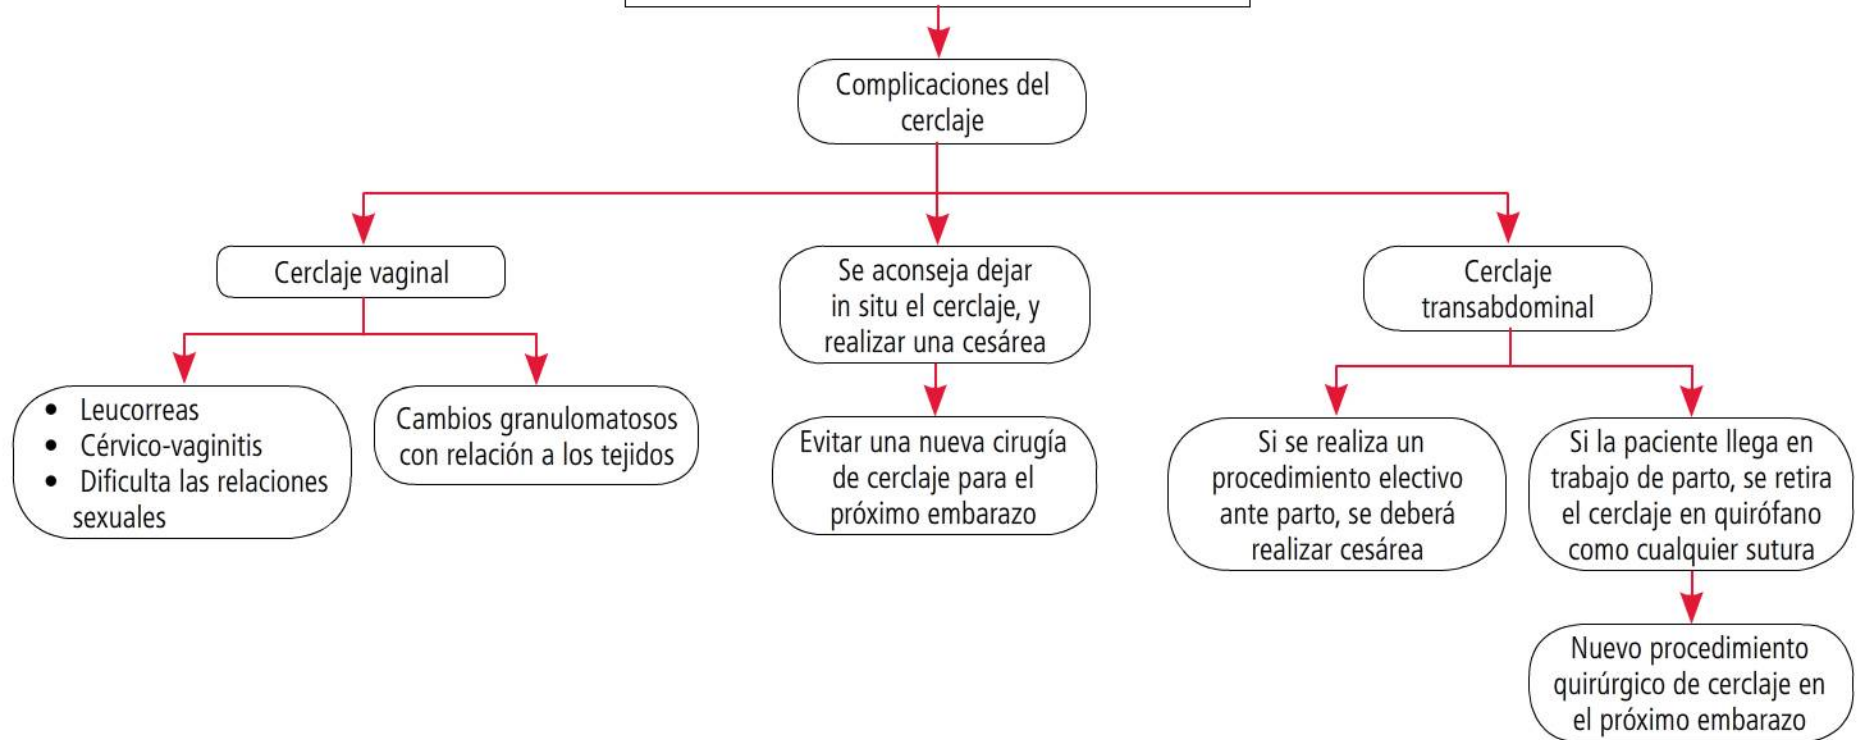 Complicaciones del
cerclaje
Cerclaje vaginal
Se aconseja dejar
in situ el cerclaje, y
realizar una cesárea
Cerclaje
transabdominal
• Leucorreas
• Cérvico-vaginitis
• Dificulta las relaciones
sexuales
Cambios granulomatosos
con relación a los tejidos
Evitar una nueva cirugía
de cerclaje para el
próximo embarazo
Si se realiza un
procedimiento electivo
ante parto, se deberá
realizar cesárea
Si la paciente llega en
trabajo de parto, se retira
el cerclaje en quirófano
como cualquier sutura
Nuevo procedimiento
quirúrgico de cerclaje en
el próximo embarazo